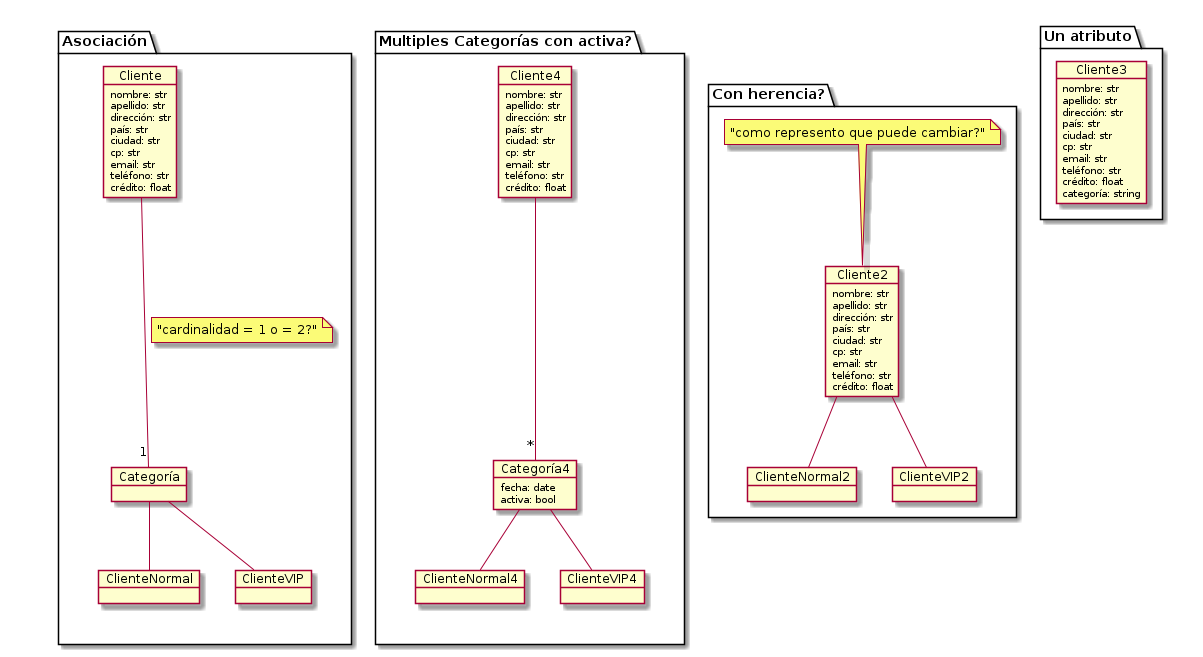 Asociación
Cliente
nombre: str
apellido: str
dirección: str
país: str
ciudad: str
cp: str
email: str
teléfono: str
crédito: float
"cardinalidad = 1 o = 2?"
1
Categoría
ClienteNormal
ClienteVIP
Multiples Categorías con activa?
Cliente4
nombre: str
apellido: str
dirección: str
país: str
ciudad: str
cp: str
email: str
teléfono: str
crédito: float
*
Categoría4
fecha: date
activa: bool
ClienteNormal4
ClienteVIP4
Con herencia?
"como represento que puede cambiar?"
Cliente2
nombre: str
apellido: str
dirección: str
país: str
ciudad: str
cp: str
email: str
teléfono: str
crédito: float
ClienteNormal2
ClienteVIP2
Un atributo
Cliente3
nombre: str
apellido: str
dirección: str
país: str
ciudad: str
cp: str
email: str
teléfono: str
crédito: float
categoría: string